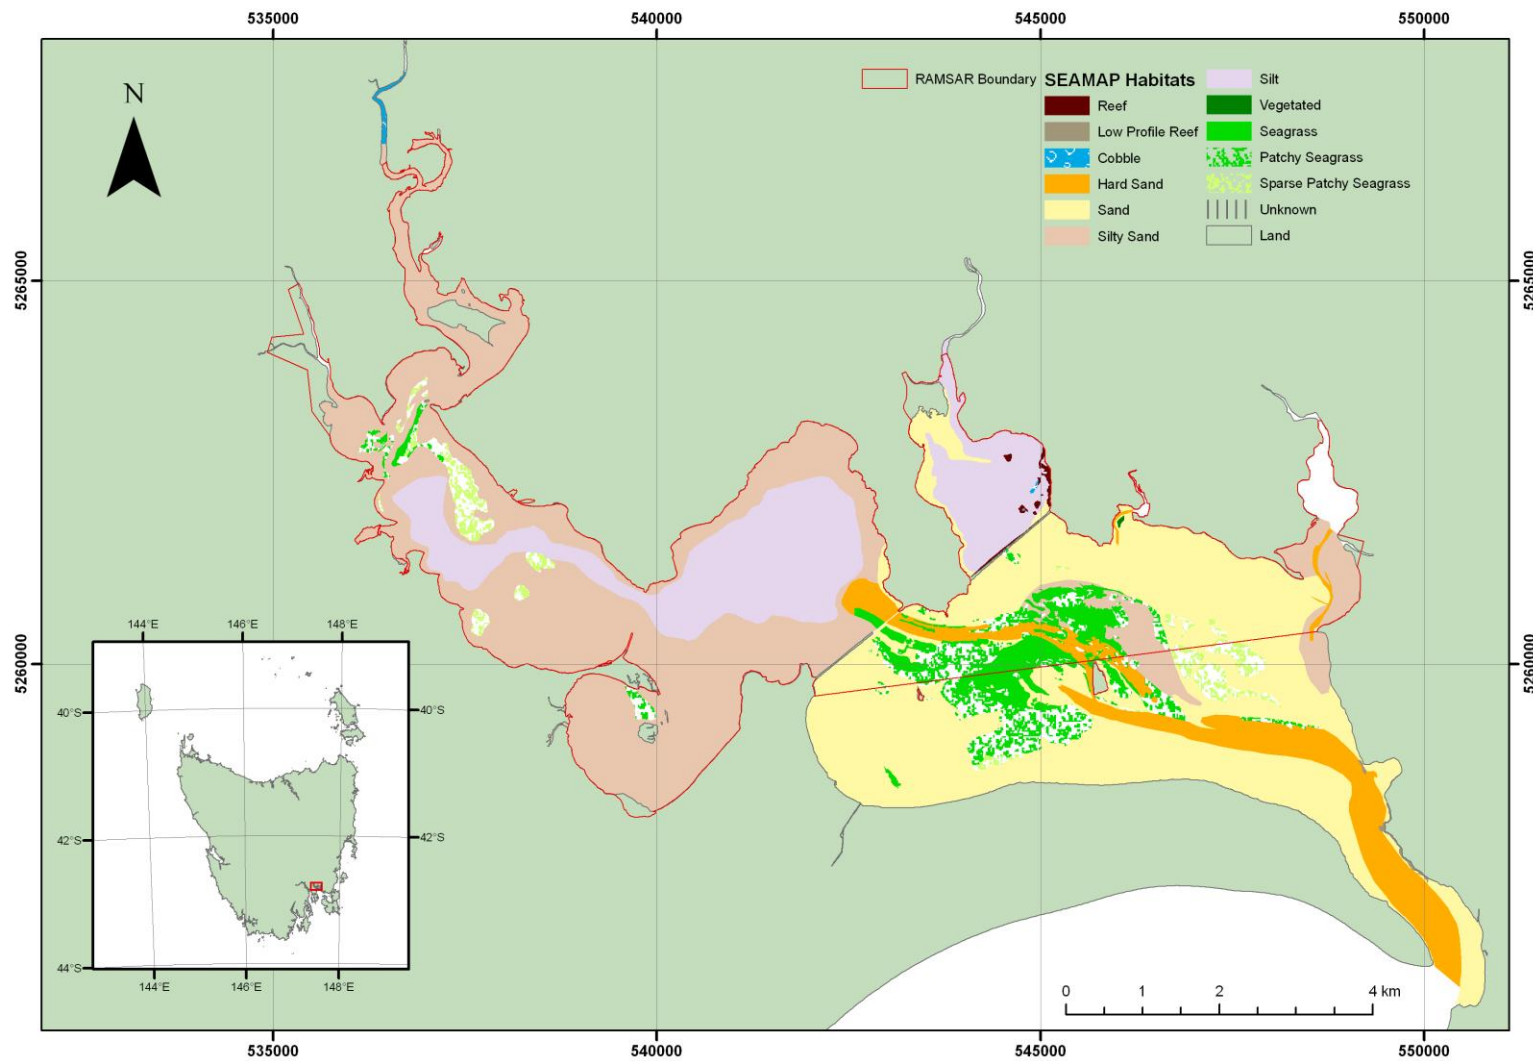 535000
540000
545000
550000
N
RAMSAR Boundary
SEAMAP Habitats
Reef
Low Profile Reef
Cobble
Hard Sand
Sand
Silty Sand
Silt
Vegetated
Seagrass
Patchy Seagrass
Sparse Patchy Seagrass
Unknown
Land
5265000
5265000
5260000
5260000
144°E
146°E
148°E
40°S
40°S
42°S
42°S
44°S
144°E
146°E
148°E
0 1 2 4 km
535000
540000
545000
550000